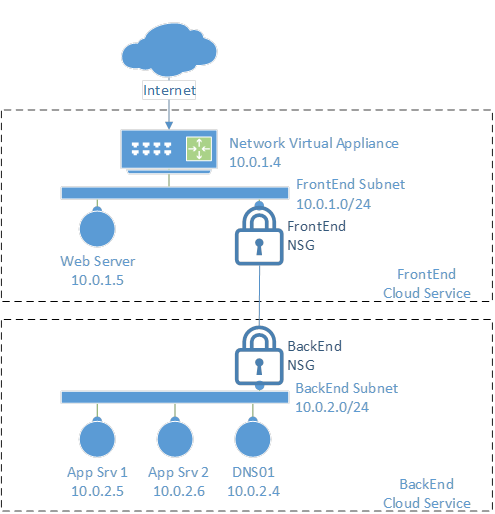 Internet
Network Virtual Appliance
10.0.1.4
FrontEnd Subnet
10.0.1.0/24
FrontEnd
NSG
Web Server
10.0.1.5
FrontEnd
Cloud Service
BackEnd
NSG
BackEnd Subnet
10.0.2.0/24
App Srv 1
10.0.2.5
App Srv 2
10.0.2.6
DNS01
10.0.2.4
BackEnd
Cloud Service